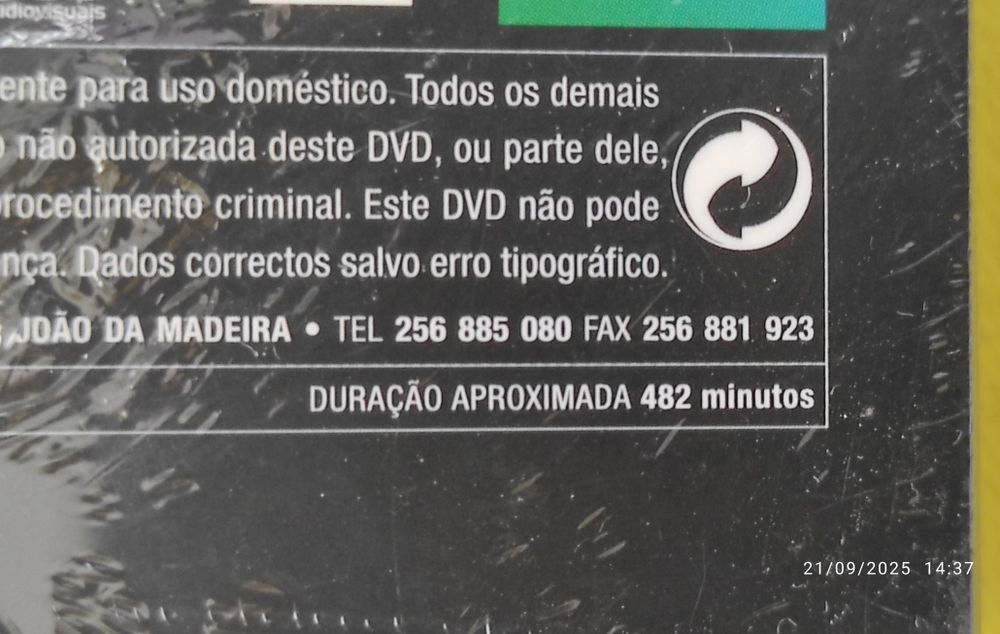 udiovisuais
ente para uso doméstico. Todos os demais
o não autorizada deste DVD, ou parte dele,
rocedimento criminal. Este DVD não pode
nça. Dados correctos salvo erro tipográfico.
JOÃO DA MADEIRA • TEL 256 885 080 FAX 256 881 923
DURAÇÃO APROXIMADA 482 minutos
21/09/2025 14:37